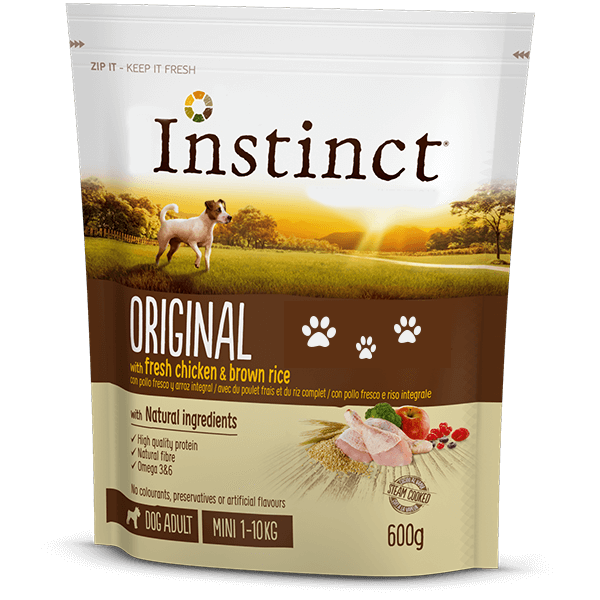 ZIP IT - KEEP IT FRESH
Instinct®
ORIGINAL
with fresh chicken & brown rice
con pollo fresco y arroz integral / avec du poulet frais et du riz complet / con pollo fresco e riso integrale
with Natural ingredients
✓ High quality protein
✓ Natural fibre
✓ Omega 3&6
No colourants, preservatives or artificial flavours
STEAM COOKED
DOG ADULT
MINI 1-10KG
600g